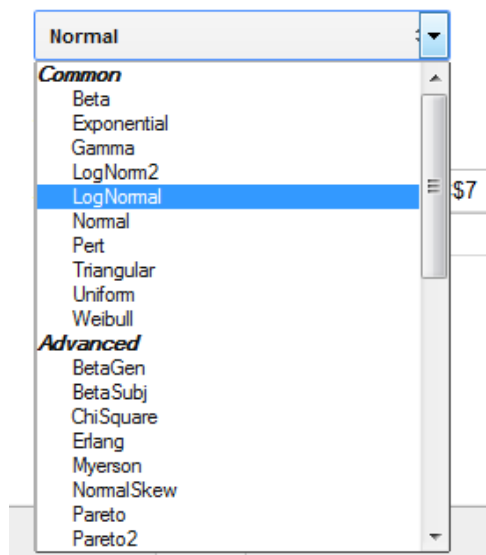 Normal
Common
Beta
Exponential
Gamma
LogNorm2
LogNormal
$7
Normal
Pert
Triangular
Uniform
Weibull
Advanced
BetaGen
BetaSubj
ChiSquare
Erlang
Myerson
NormalSkew
Pareto
Pareto2